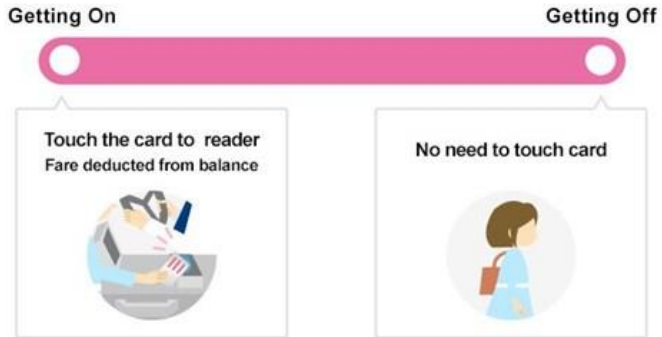 Getting On
Getting Off
Touch the card to reader
Fare deducted from balance
No need to touch card